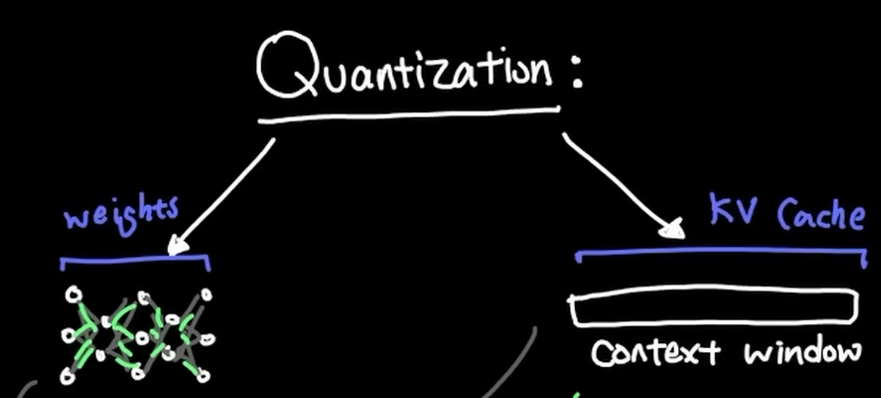 Quantization:
weights
KV Cache
context window